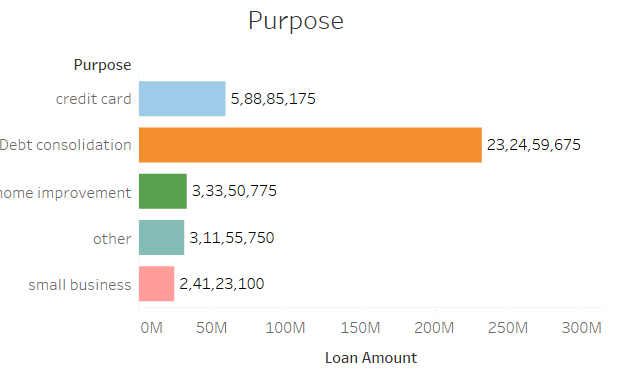 Purpose
Purpose
credit card 5,88,85,175
Debt consolidation 23,24,59,675
home improvement 3,33,50,775
other 3,11,55,750
small business 2,41,23,100
0M 50M 100M 150M 200M 250M 300M
Loan Amount